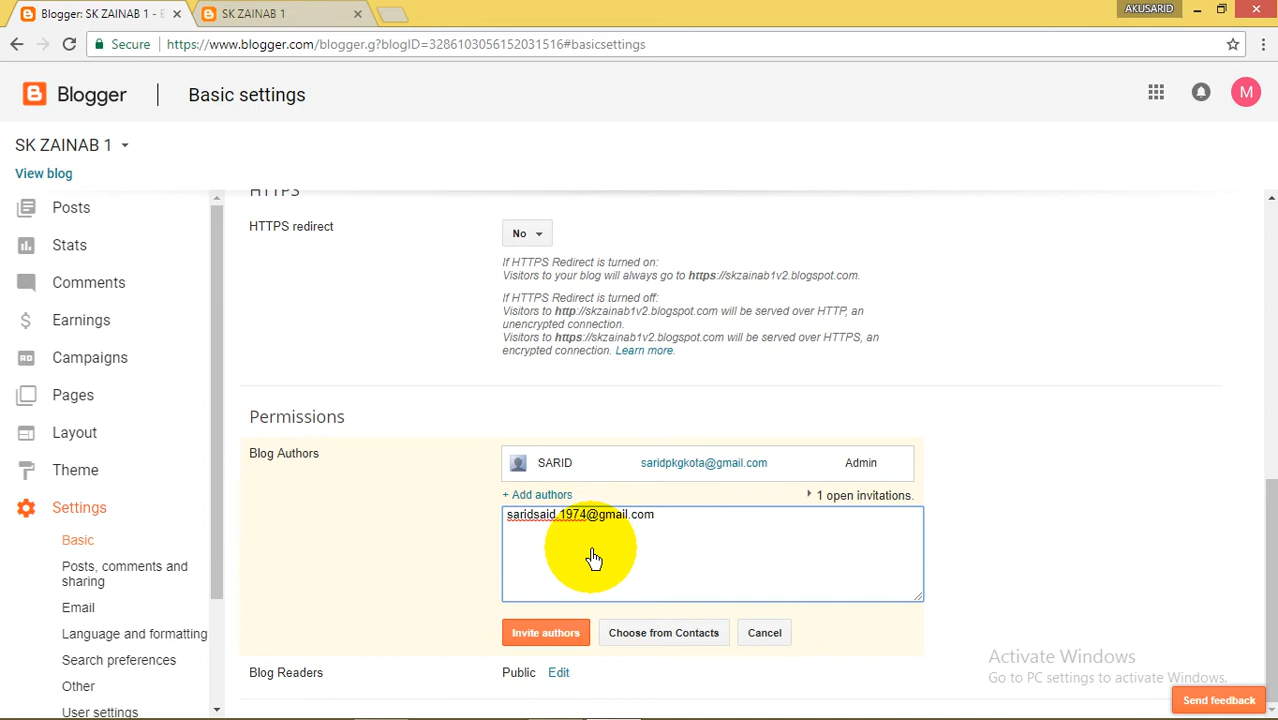 Blogger: SK ZAINAB 1 - B
SK ZAINAB 1
AKUSARID
Secure
https://www.blogger.com/blogger.g?blogID=3286103056152031516#basicsettings
Blogger
Basic settings
M
SK ZAINAB 1
View blog
Posts
Stats
Comments
Earnings
Campaigns
Pages
Layout
Theme
Settings
Basic
Posts, comments and
sharing
Email
Language and formatting
Search preferences
Other
User settings
HTTPS
HTTPS redirect
No
If HTTPS Redirect is turned on:
Visitors to your blog will always go to https://skzainab1v2.blogspot.com.
If HTTPS Redirect is turned off:
Visitors to http://skzainab1v2.blogspot.com will be served over HTTP, an
unencrypted connection.
Visitors to https://skzainab1v2.blogspot.com will be served over HTTPS, an
encrypted connection. Learn more.
Permissions
Blog Authors
SARID saridpkgkota@gmail.com Admin
+ Add authors
1 open invitations.
saridsaid.1974@gmail.com
Invite authors
Choose from Contacts
Cancel
Blog Readers
Public Edit
Activate Windows
Go to PC settings to activate Windows.
Send feedback